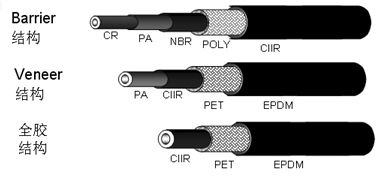 Barrier
结构
CR PA NBR POLY CIIR
Veneer
结构
PA CIIR PET EPDM
全胶
结构
CIIR PET EPDM